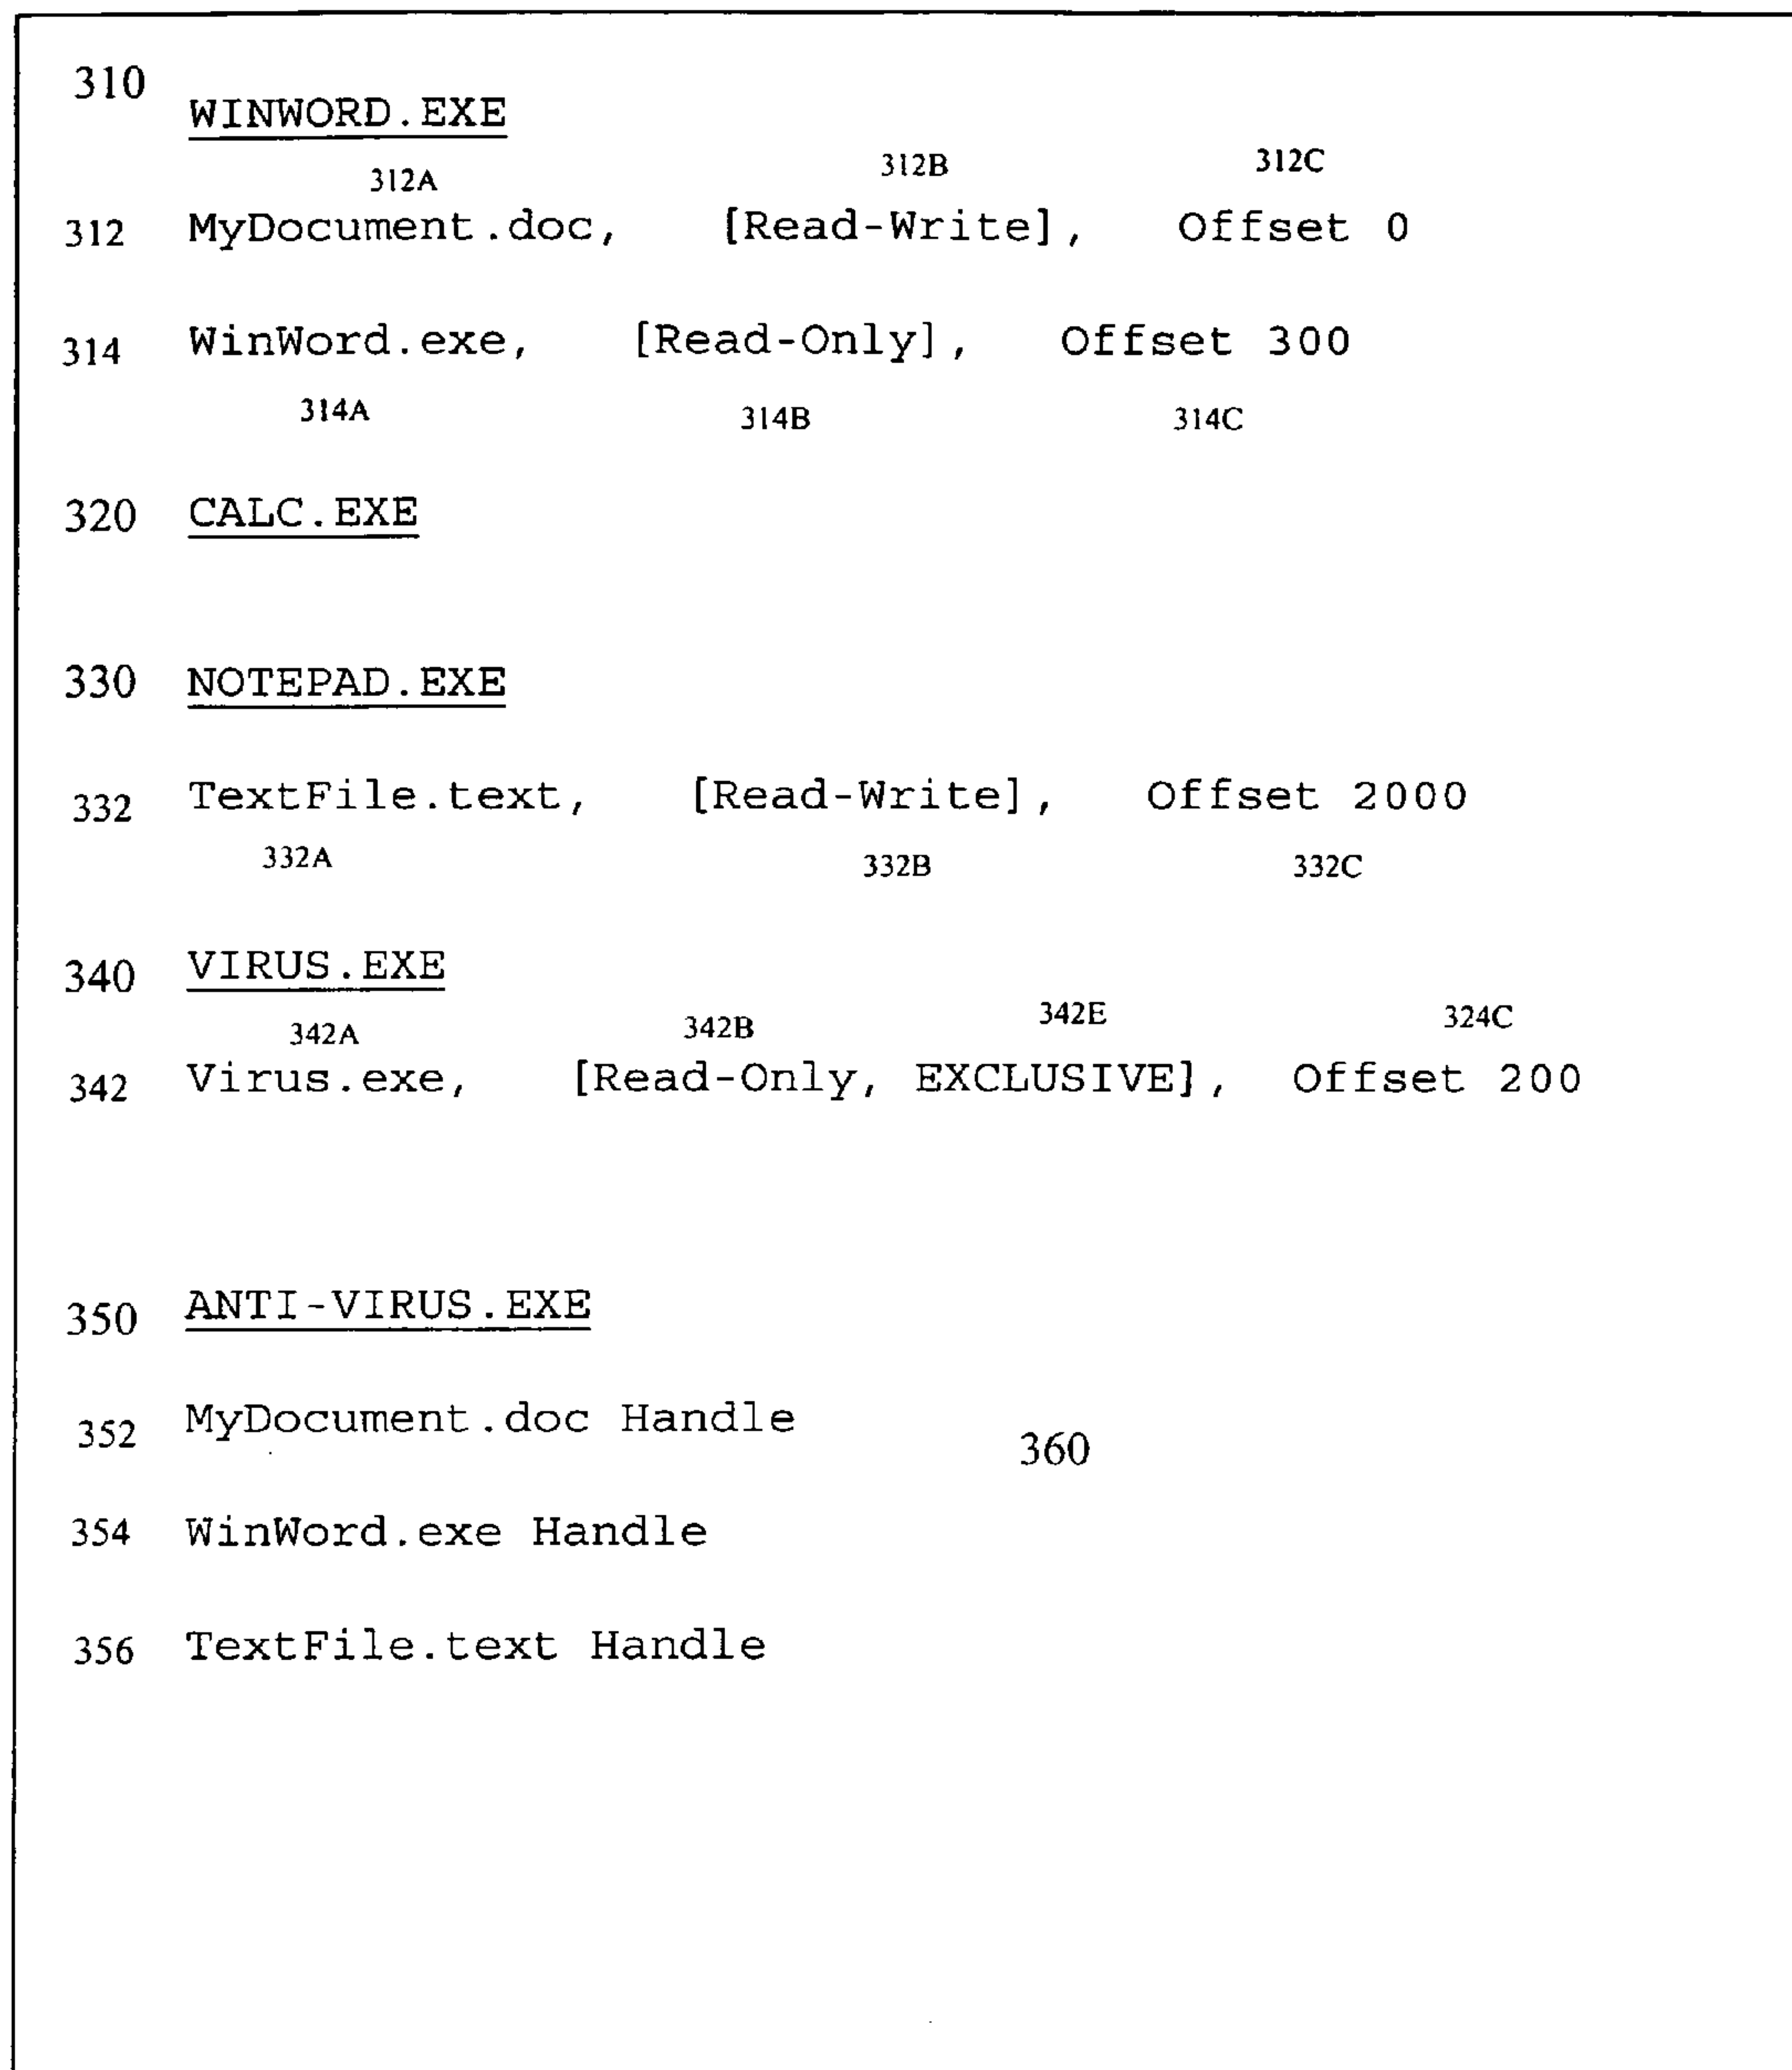 310
WINWORD.EXE
312A 312B 312C
312 MyDocument.doc, [Read-Write], Offset 0
314 WinWord.exe, [Read-Only], Offset 300
314A 314B 314C
320 CALC.EXE
330 NOTEPAD.EXE
332 TextFile.text, [Read-Write], Offset 2000
332A 332B 332C
340 VIRUS.EXE
342A 342B 342E 324C
342 Virus.exe, [Read-Only, EXCLUSIVE], Offset 200
350 ANTI-VIRUS.EXE
352 MyDocument.doc Handle
360
354 WinWord.exe Handle
356 TextFile.text Handle